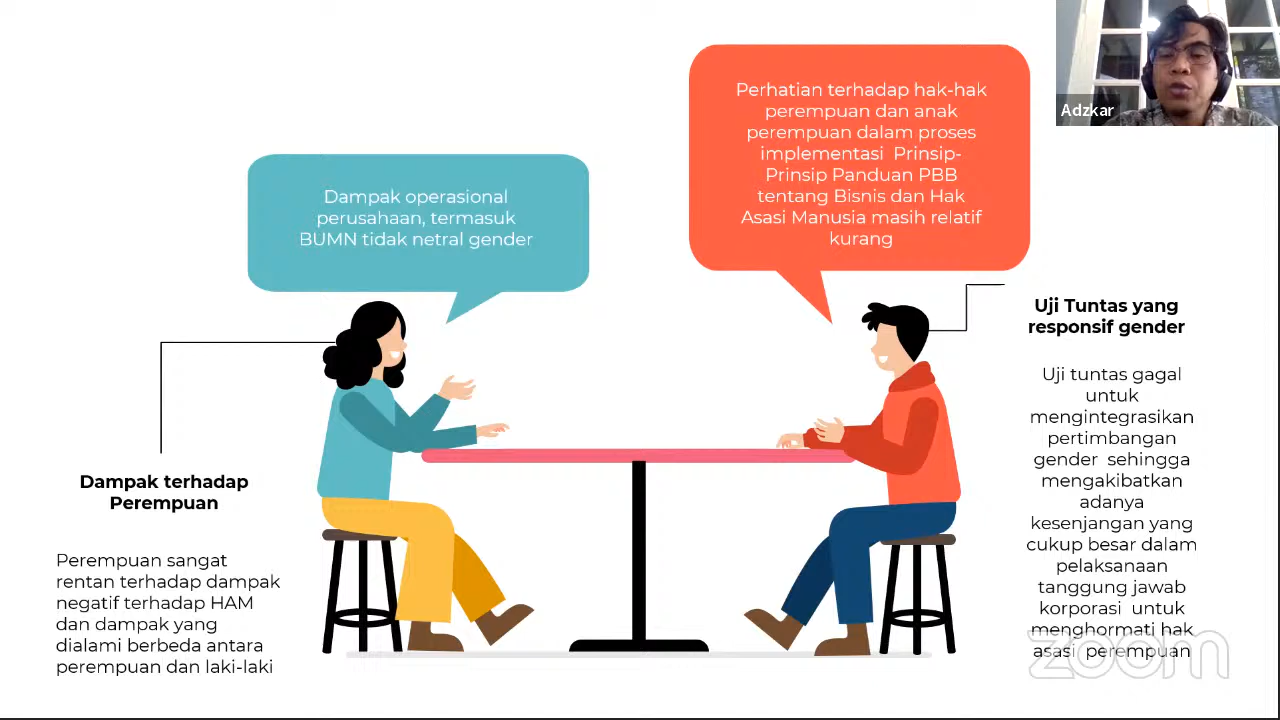 Adzkar
Perhatian terhadap hak-hak
perempuan dan anak
perempuan dalam proses
implementasi Prinsip-
Prinsip Panduan PBB
tentang Bisnis dan Hak
Asasi Manusia masih relatif
kurang
Dampak operasional
perusahaan, termasuk
BUMN tidak netral gender
Uji Tuntas yang
responsif gender
Uji tuntas gagal
untuk
mengintegrasikan
pertimbangan
gender sehingga
mengakibatkan
adanya
kesenjangan yang
cukup besar dalam
pelaksanaan
tanggung jawab
korporasi untuk
menghormati hak
asasi perempuan
Dampak terhadap
Perempuan
Perempuan sangat
rentan terhadap dampak
negatif terhadap HAM
dan dampak yang
dialami berbeda antara
perempuan dan laki-laki
zoom